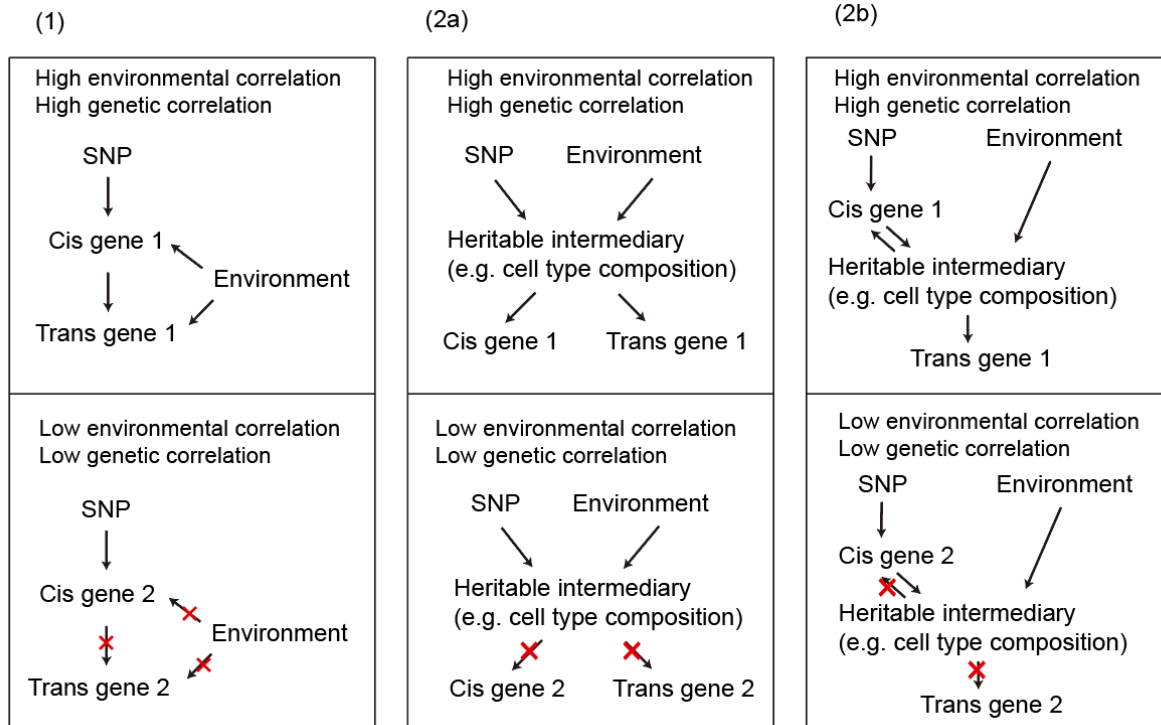 (1)
High environmental correlation
High genetic correlation
SNP
Cis gene 1
Environment
Trans gene 1
Low environmental correlation
Low genetic correlation
SNP
Cis gene 2
Environment
Trans gene 2
(2a)
High environmental correlation
High genetic correlation
SNP Environment
Heritable intermediary
(e.g. cell type composition)
Cis gene 1 Trans gene 1
Low environmental correlation
Low genetic correlation
SNP Environment
Heritable intermediary
(e.g. cell type composition)
Cis gene 2 Trans gene 2
(2b)
High environmental correlation
High genetic correlation
SNP Environment
Cis gene 1
Heritable intermediary
(e.g. cell type composition)
Trans gene 1
Low environmental correlation
Low genetic correlation
SNP Environment
Cis gene 2
Heritable intermediary
(e.g. cell type composition)
Trans gene 2